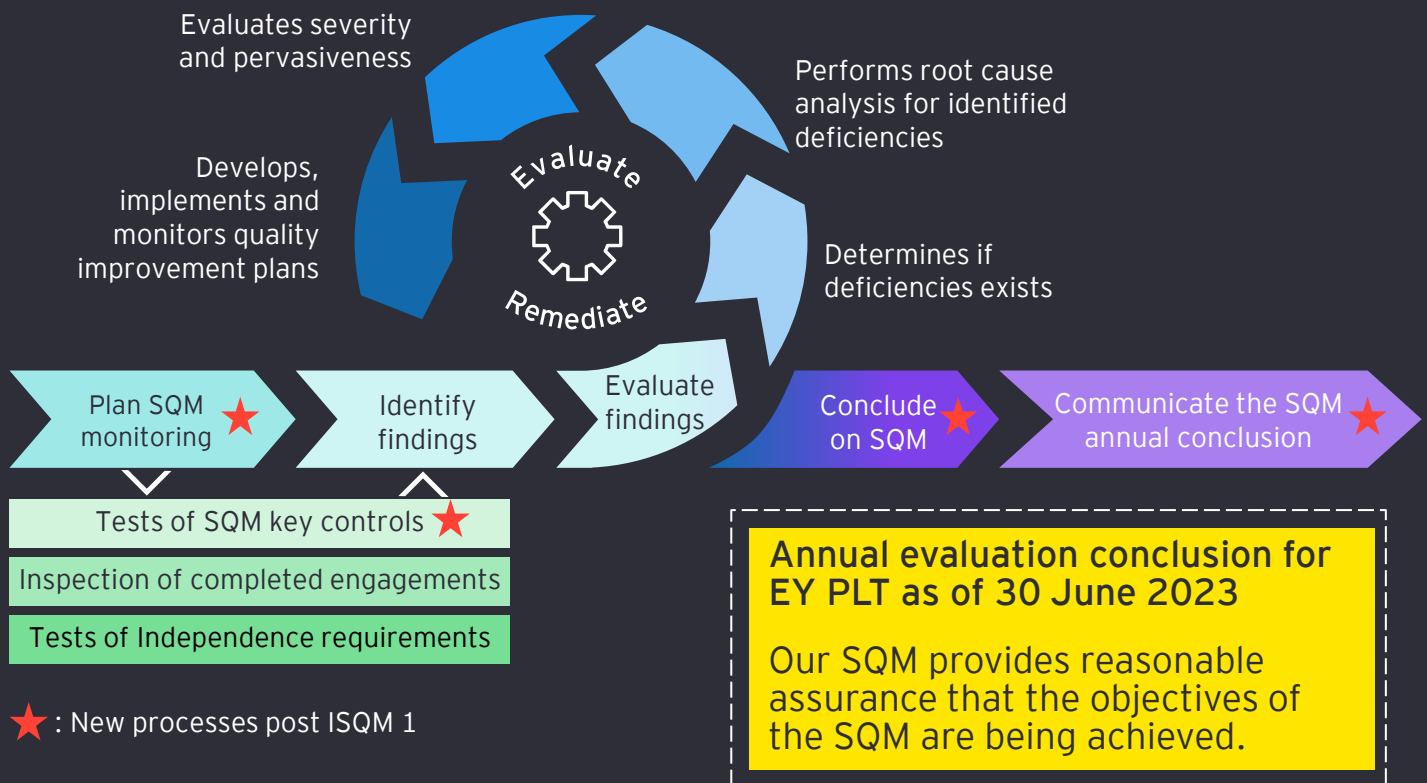 Evaluates severity
and pervasiveness
Performs root cause
analysis for identified
deficiencies
Develops,
implements and
monitors quality
improvement plans
Evaluate
Remediate
Determines if
deficiencies exists
Plan SQM
monitoring
Identify
findings
Evaluate
findings
Conclude
on SQM
Communicate the SQM
annual conclusion
Tests of SQM key controls
Inspection of completed engagements
Tests of Independence requirements
: New processes post ISQM 1
Annual evaluation conclusion for
EY PLT as of 30 June 2023
Our SQM provides reasonable
assurance that the objectives of
the SQM are being achieved.